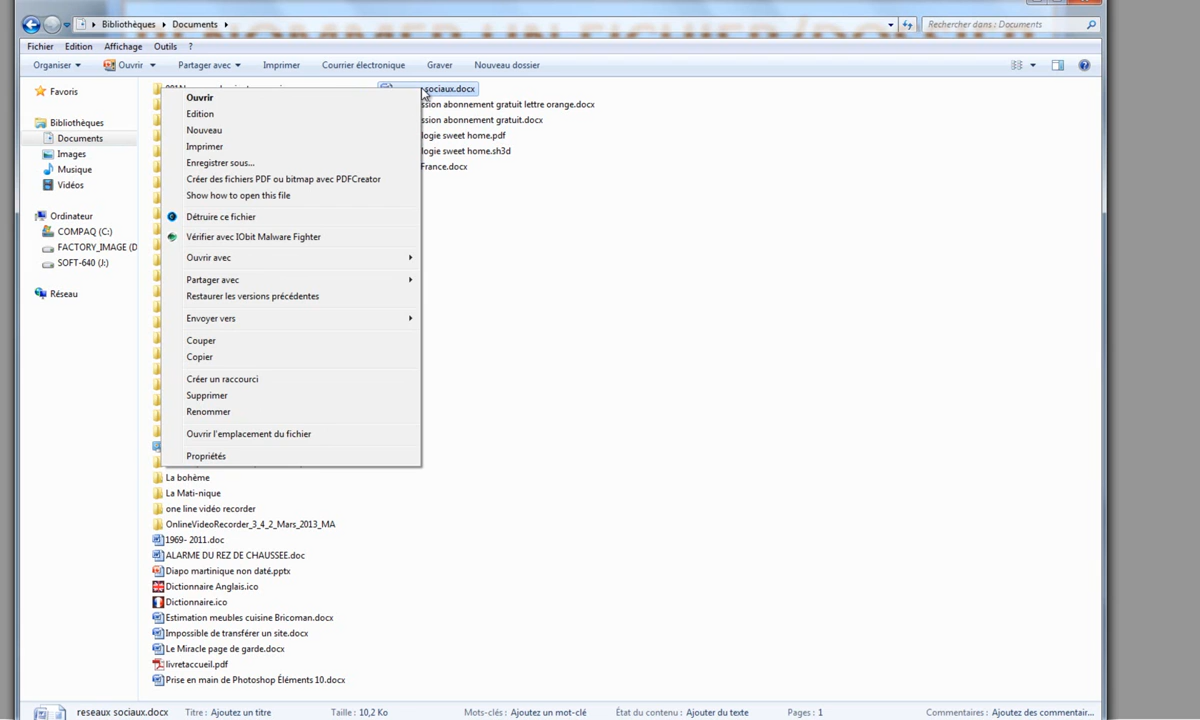 Bibliothèques Documents Rechercher dans : Documents
Fichier Edition Affichage Outils ?
Organiser Ouvrir Partager avec Imprimer Courrier électronique Graver Nouveau dossier
Favoris
Bibliothèques
Documents
Images
Musique
Vidéos
Ordinateur
COMPAQ (C:)
FACTORY_IMAGE (D
SOFT-640 (J:)
Réseau
Ouvrir
Edition
Nouveau
Imprimer
Enregistrer sous...
Créer des fichiers PDF ou bitmap avec PDFCreator
Show how to open this file
Détruire ce fichier
Vérifier avec IObit Malware Fighter
Ouvrir avec
Partager avec
Restaurer les versions précédentes
Envoyer vers
Couper
Copier
Créer un raccourci
Supprimer
Renommer
Ouvrir l'emplacement du fichier
Propriétés
sociaux.docx
ssion abonnement gratuit lettre orange.docx
ssion abonnement gratuit.docx
logie sweet home.pdf
logie sweet home.sh3d
France.docx
La bohème
La Mati-nique
one line vidéo recorder
OnlineVideoRecorder_3_4_2_Mars_2013_MA
1969- 2011.doc
ALARME DU REZ DE CHAUSSEE.doc
Diapo martinique non daté.pptx
Dictionnaire Anglais.ico
Dictionnaire.ico
Estimation meubles cuisine Bricoman.docx
Impossible de transférer un site.docx
Le Miracle page de garde.docx
livretaccueil.pdf
Prise en main de Photoshop Éléments 10.docx
reseaux sociaux.docx Titre : Ajoutez un titre Taille : 10,2 Ko Mots-clés : Ajoutez un mot-clé État du contenu : Ajouter du texte Pages : 1 Commentaires : Ajoutez des commentair...